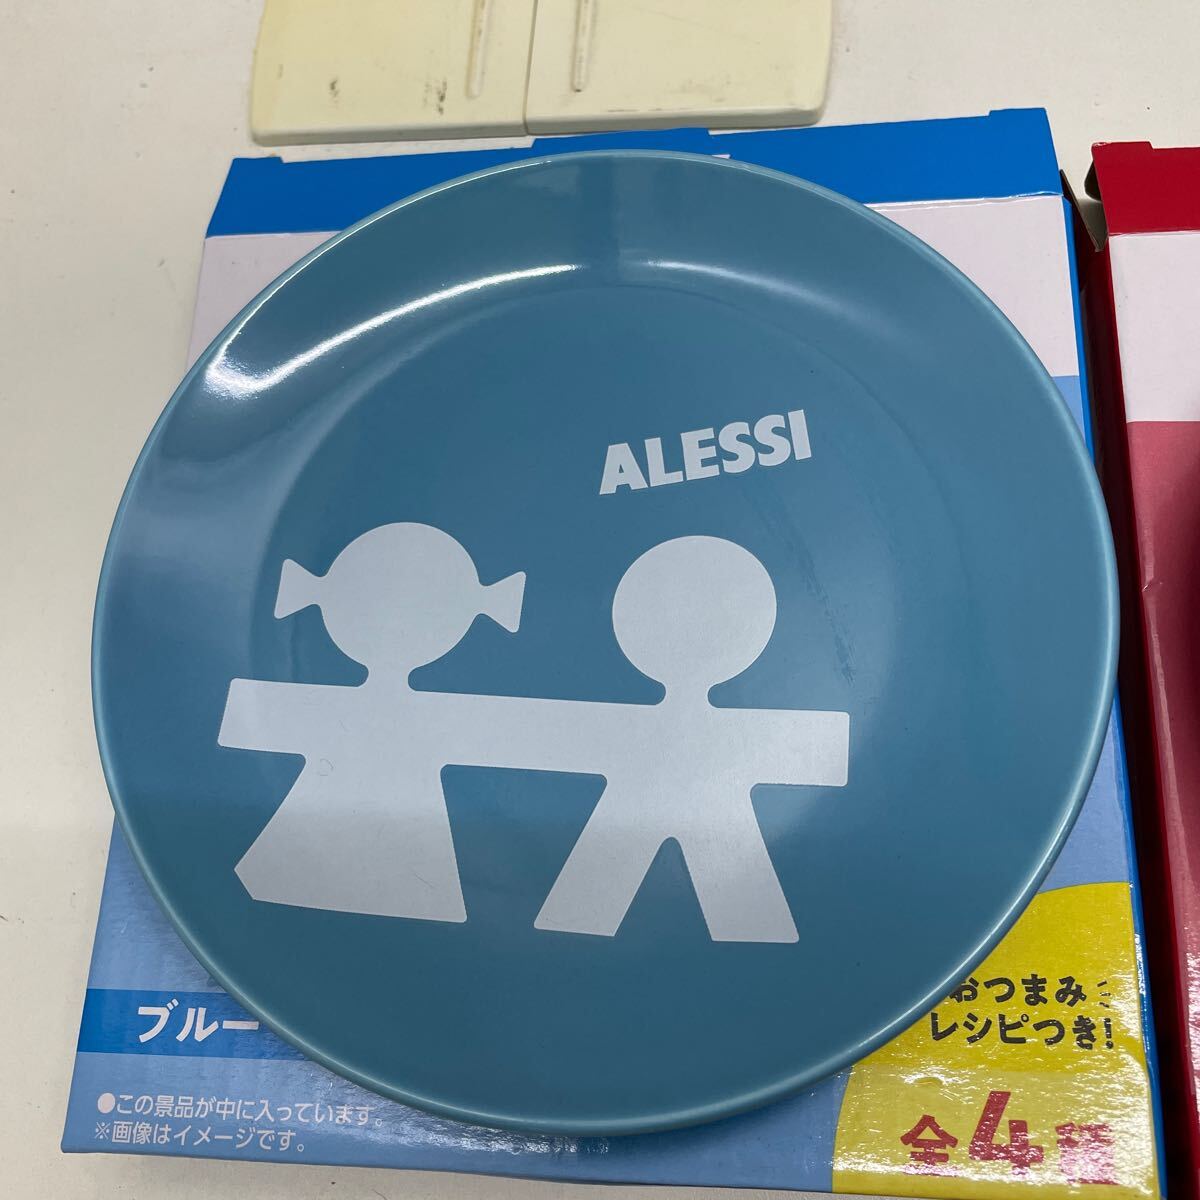 ALESSI
ブルー
●この景品が中に入っています。
※画像はイメージです。
おつまみ
レシピつき!
全4種